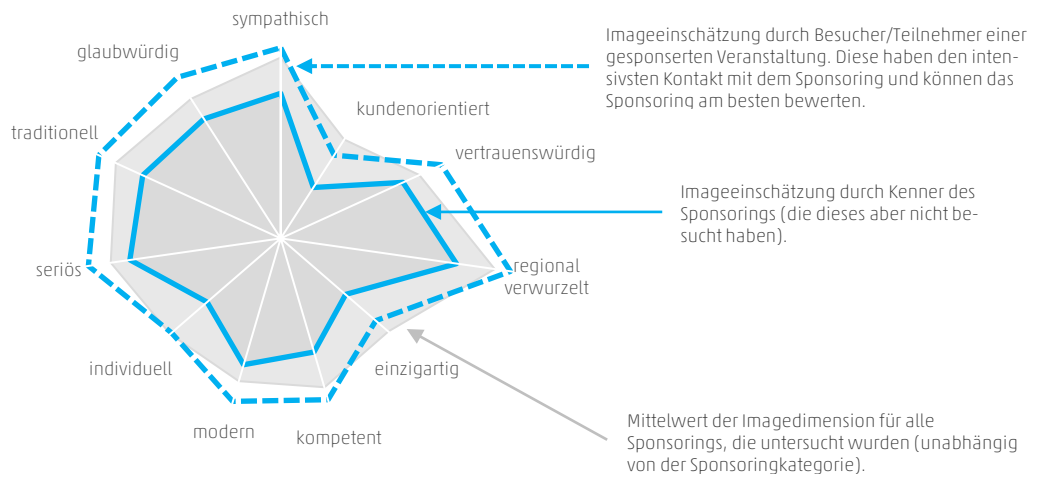 sympathisch
glaubwürdig
traditionell
seriös
individuell
modern
kompetent
einzigartig
regional
verwurzelt
vertrauenswürdig
kundenorientiert
Imageeinschätzung durch Besucher/Teilnehmer einer
gesponserten Veranstaltung. Diese haben den inten-
sivsten Kontakt mit dem Sponsoring und können das
Sponsoring am besten bewerten.
Imageeinschätzung durch Kenner des
Sponsorings (die dieses aber nicht be-
sucht haben).
Mittelwert der Imagedimension für alle
Sponsorings, die untersucht wurden (unabhängig
von der Sponsoringkategorie).